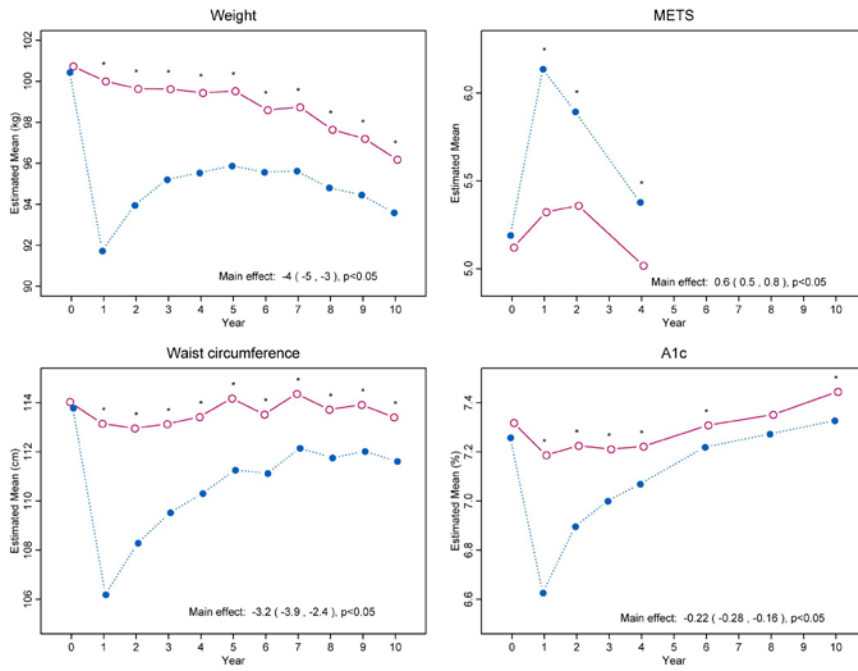 Weight
METS
Estimated Mean (kg)
102
100
98
96
94
92
90
* * * * * * * * * *
Main effect: -4 ( -5 , -3 ), p<0.05
0 1 2 3 4 5 6 7 8 9 10
Year
Estimated Mean
6.0
5.5
5.0
* * *
Main effect: 0.6 ( 0.5 , 0.8 ), p<0.05
0 1 2 3 4 5 6 7 8 9 10
Year
Waist circumference
A1c
Estimated Mean (cm)
114
112
110
108
106
* * * * * * * * * *
Main effect: -3.2 ( -3.9 , -2.4 ), p<0.05
0 1 2 3 4 5 6 7 8 9 10
Year
Estimated Mean (%)
7.4
7.2
7.0
6.8
6.6
* * * * * *
Main effect: -0.22 ( -0.28 , -0.16 ), p<0.05
0 1 2 3 4 6 8 10
Year